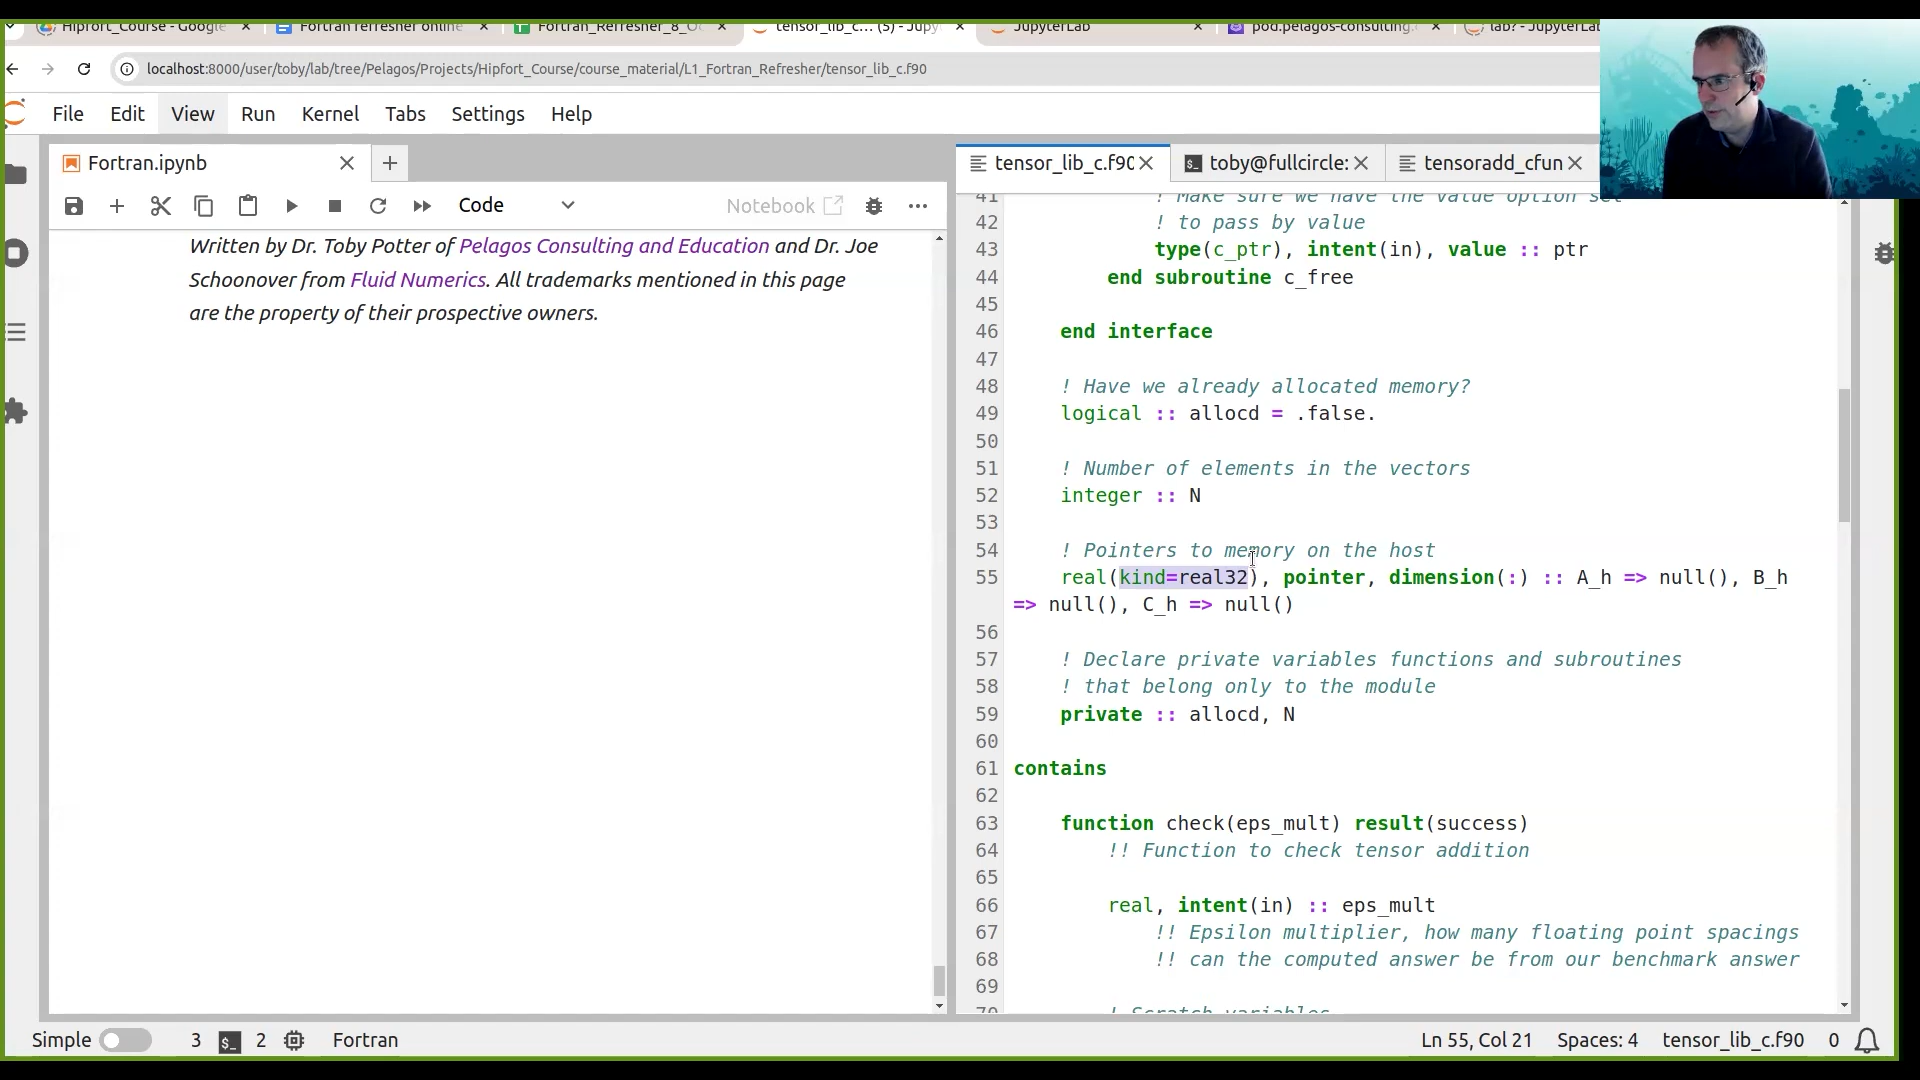 Hipfort_Course - Google
Fortran refresher online
Fortran_Refresher_8_Oc
tensor_lib_c... (5) - Jupy
JupyterLab
pod.pelagos-consulting.
lab? - JupyterLab
localhost:8000/user/toby/lab/tree/Pelagos/Projects/Hipfort_Course/course_material/L1_Fortran_Refresher/tensor_lib_c.f90
File Edit View Run Kernel Tabs Settings Help
Fortran.ipynb
Code
Notebook
Written by Dr. Toby Potter of Pelagos Consulting and Education and Dr. Joe
Schoonover from Fluid Numerics. All trademarks mentioned in this page
are the property of their prospective owners.
tensor_lib_c.f90
toby@fullcircle:
tensoradd_cfun
41 ! Make sure we have the value option set
42 ! to pass by value
43 type(c_ptr), intent(in), value :: ptr
44 end subroutine c_free
45
46 end interface
47
48 ! Have we already allocated memory?
49 logical :: allocd = .false.
50
51 ! Number of elements in the vectors
52 integer :: N
53
54 ! Pointers to memory on the host
55 real(kind=real32), pointer, dimension(:) :: A_h => null(), B_h
=> null(), C_h => null()
56
57 ! Declare private variables functions and subroutines
58 ! that belong only to the module
59 private :: allocd, N
60
61 contains
62
63 function check(eps_mult) result(success)
64 !! Function to check tensor addition
65
66 real, intent(in) :: eps_mult
67 !! Epsilon multiplier, how many floating point spacings
68 !! can the computed answer be from our benchmark answer
69
70 ! Scratch variables
Simple 3 2 Fortran
Ln 55, Col 21 Spaces: 4 tensor_lib_c.f90 0